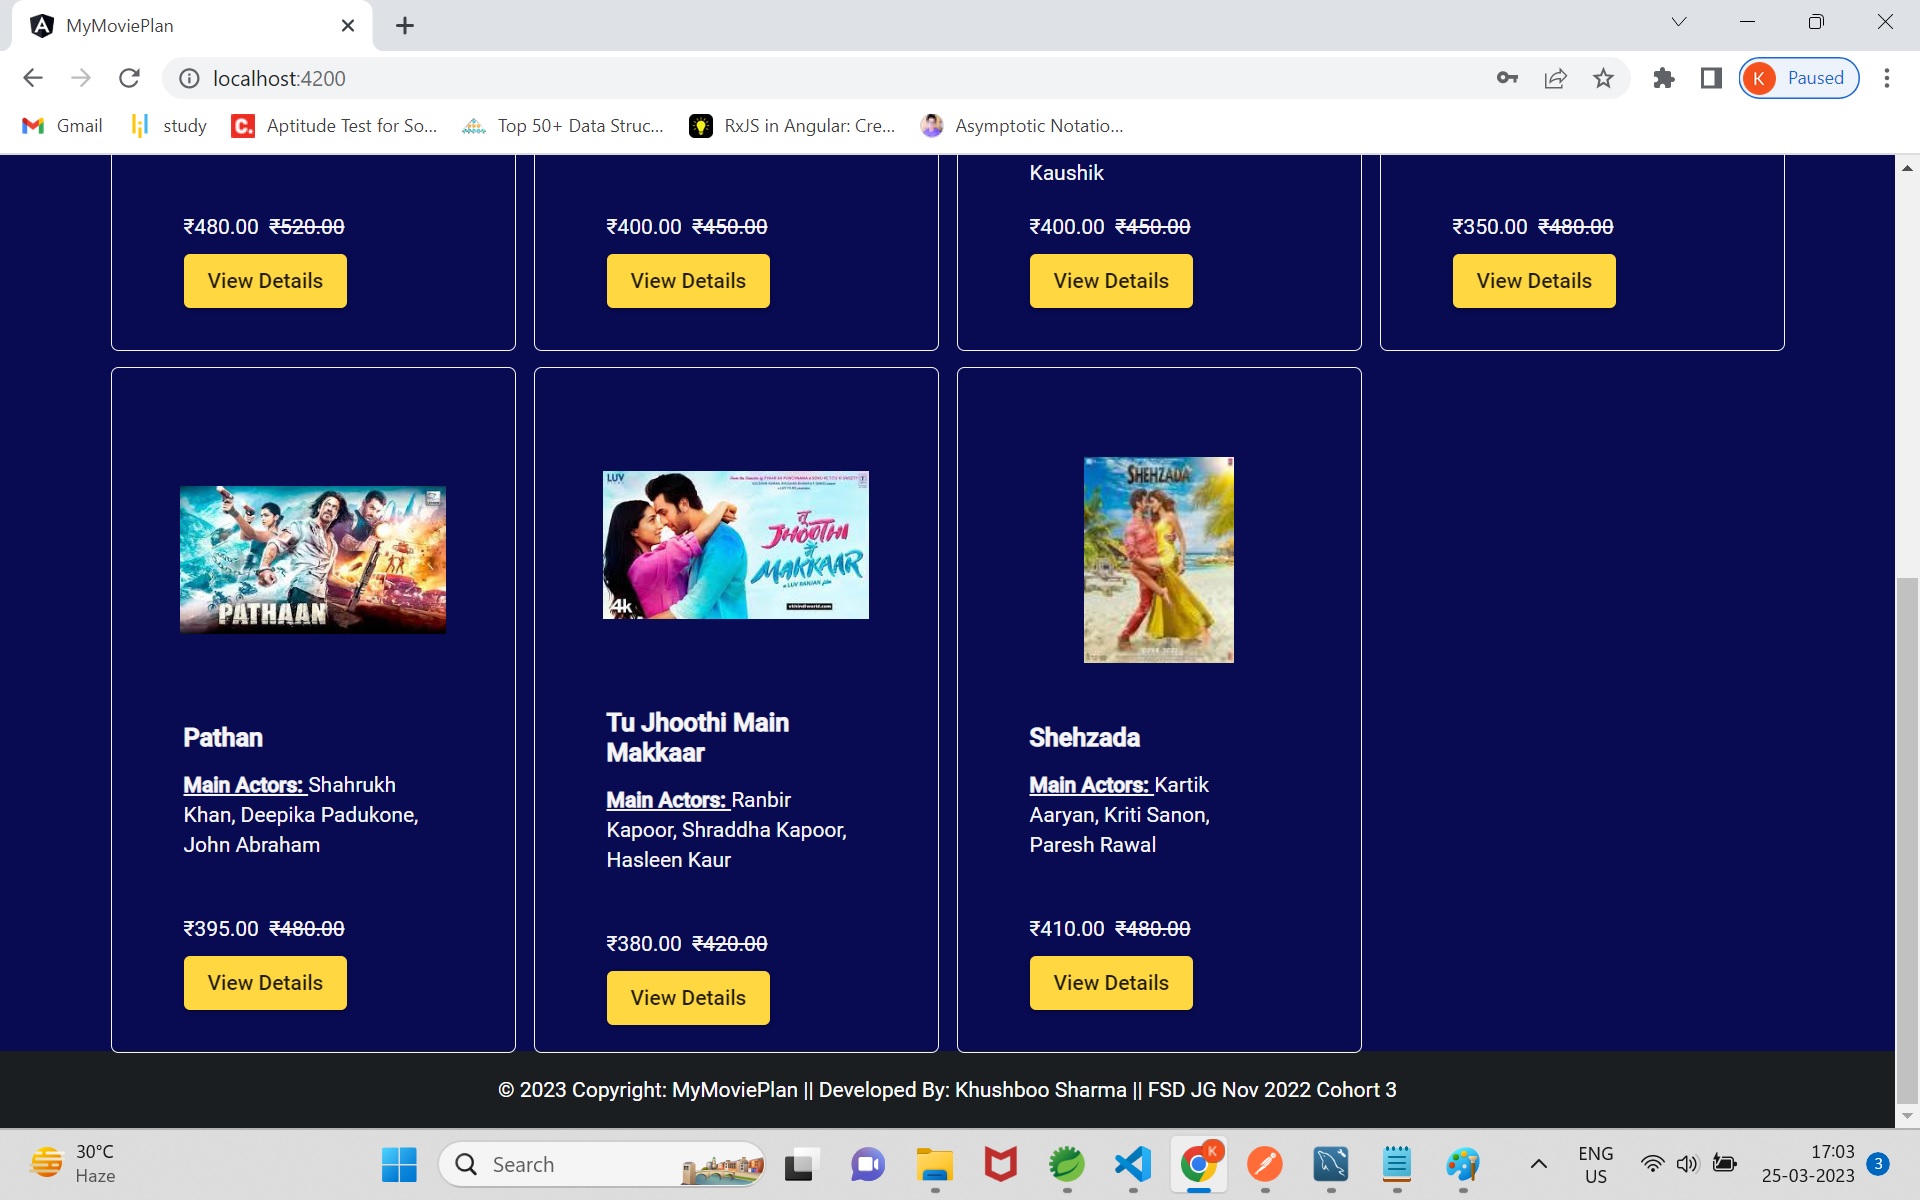 MyMoviePlan
localhost:4200
K Paused
Gmail
study
C. Aptitude Test for So...
Top 50+ Data Struc...
RxJS in Angular: Cre...
Asymptotic Notatio...
Kaushik
₹480.00 ₹520.00
₹400.00 ₹450.00
₹400.00 ₹450.00
₹350.00 ₹480.00
View Details
View Details
View Details
View Details
PATHAAN
LUV
तू
JHOOTHI
मैं
MAKKAAR
4k
SHEHZADA
Pathan
Main Actors: Shahrukh
Khan, Deepika Padukone,
John Abraham
₹395.00 ₹480.00
View Details
Tu Jhoothi Main
Makkaar
Main Actors: Ranbir
Kapoor, Shraddha Kapoor,
Hasleen Kaur
₹380.00 ₹420.00
View Details
Shehzada
Main Actors: Kartik
Aaryan, Kriti Sanon,
Paresh Rawal
₹410.00 ₹480.00
View Details
© 2023 Copyright: MyMoviePlan || Developed By: Khushboo Sharma || FSD JG Nov 2022 Cohort 3
30°C
Haze
Search
K
ENG
US
17:03
25-03-2023
3